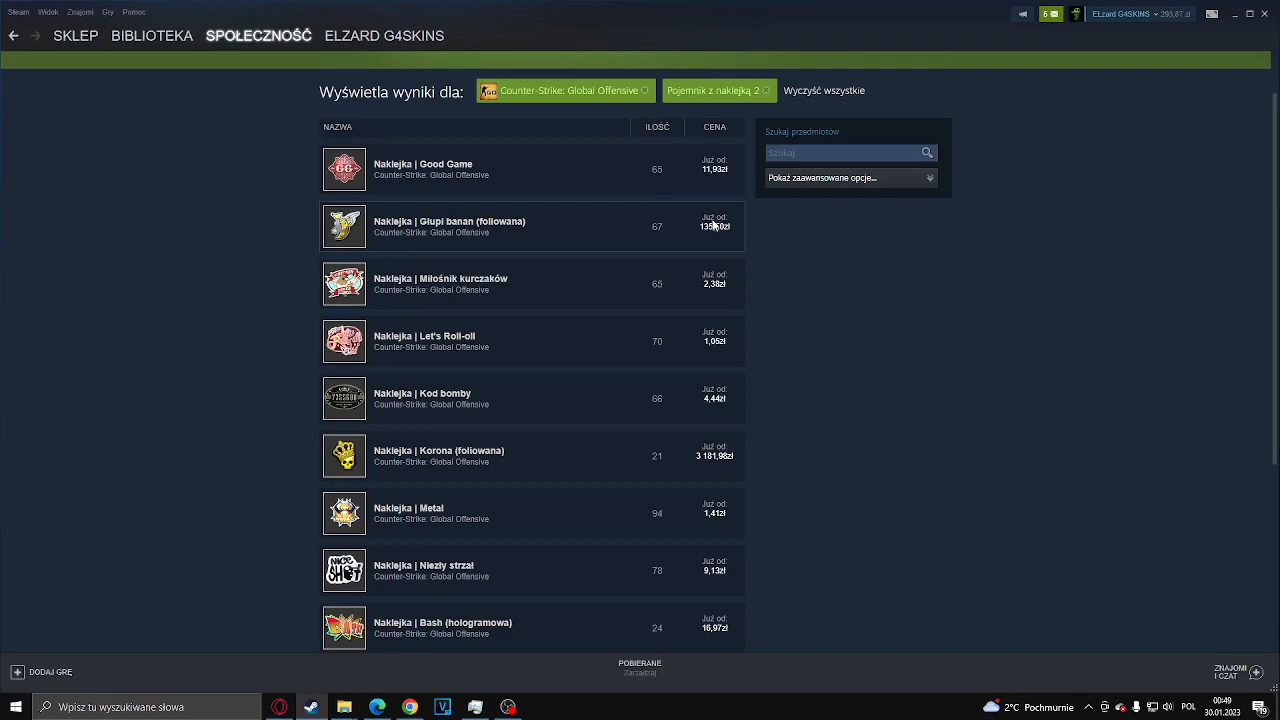 Steam Widok Znajomi Gry Pomoc
5 ELzard G4SKINS 293,87 zł
SKLEP BIBLIOTEKA SPOŁECZNOŚĆ ELZARD G4SKINS
Wyświetla wyniki dla: Counter-Strike: Global Offensive Pojemnik z naklejką 2 Wyczyść wszystkie
NAZWA ILOŚĆ CENA
Szukaj przedmiotów
Szukaj
Pokaż zaawansowane opcje...
Naklejka | Good Game
Counter-Strike: Global Offensive
65
Już od:
11,93zł
Naklejka | Głupi banan (foliowana)
Counter-Strike: Global Offensive
67
Już od:
Naklejka | Miłośnik kurczaków
Counter-Strike: Global Offensive
65
Już od:
2,38zł
Naklejka | Let's Roll-oll
Counter-Strike: Global Offensive
70
Już od:
1,05zł
Naklejka | Kod bomby
Counter-Strike: Global Offensive
66
Już od:
4,44zł
Naklejka | Korona (foliowana)
Counter-Strike: Global Offensive
21
Już od:
3 181,98zł
Naklejka | Metal
Counter-Strike: Global Offensive
94
Już od:
1,41zł
Naklejka | Niezły strzał
Counter-Strike: Global Offensive
78
Już od:
9,13zł
Naklejka | Bash (hologramowa)
Counter-Strike: Global Offensive
24
Już od:
16,97zł
DODAJ GRĘ
POBIERANE
Zarządzaj
ZNAJOMI
I CZAT
Wpisz tu wyszukiwane słowa
2°C Pochmurnie
POL
00:49
30.01.2023